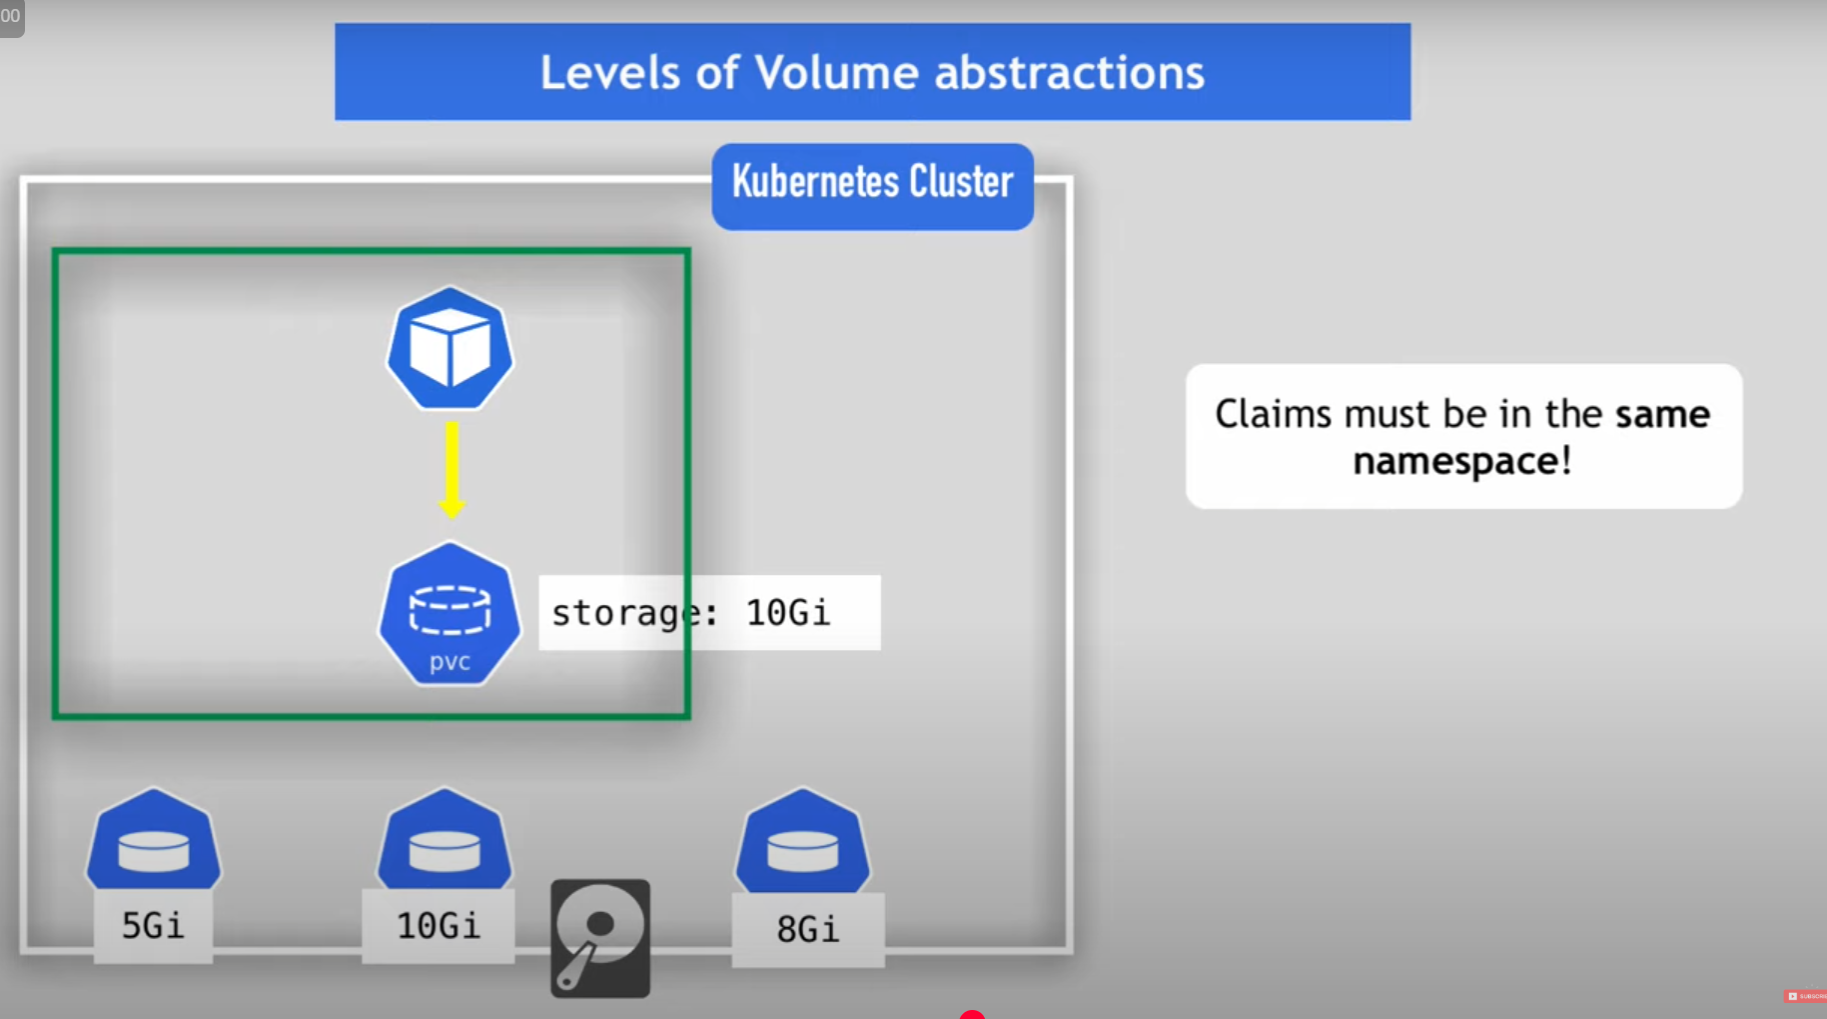 00
Levels of Volume abstractions
Kubernetes Cluster
Claims must be in the same
namespace!
storage: 10Gi
pvc
5Gi
10Gi
8Gi